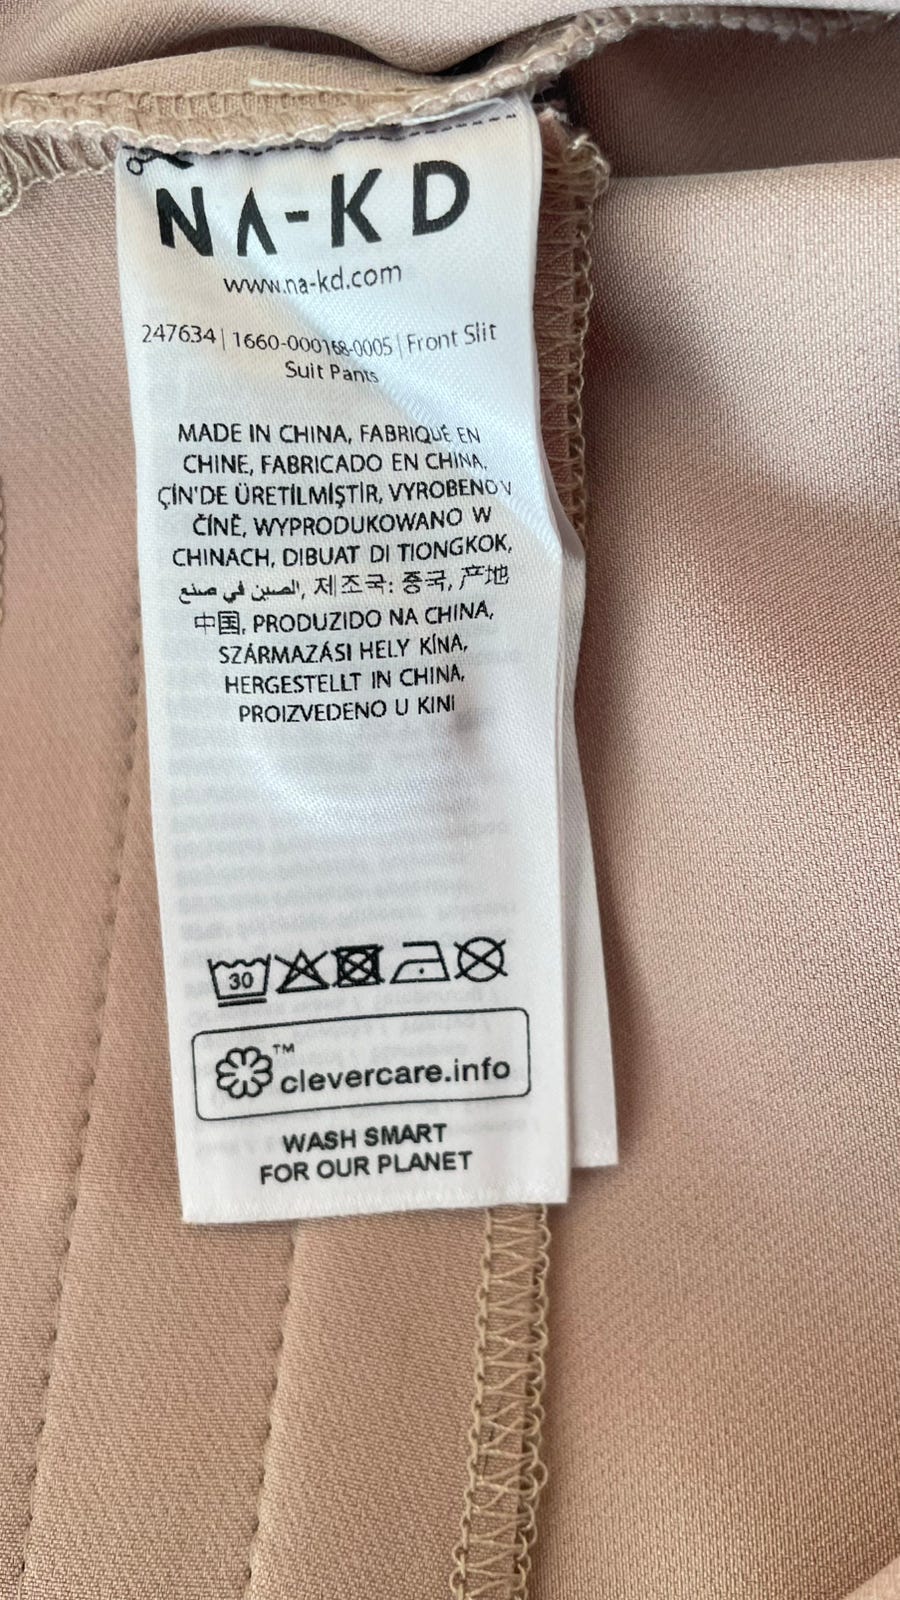 NA-KD
www.na-kd.com
247634 | 1660-000168-0005 | Front Slit
Suit Pants
MADE IN CHINA, FABRIQUÉ EN
CHINE, FABRICADO EN CHINA,
ÇİN'DE ÜRETİLMİŞTİR, VYROBENO V
ČÍNĚ, WYPRODUKOWANO W
CHINACH, DIBUAT DI TIONGKOK,
صنع في الصين, 제조국: 중국, 产地
中国, PRODUZIDO NA CHINA,
SZÁRMAZÁSI HELY KÍNA,
HERGESTELLT IN CHINA,
PROIZVEDENO U KINI
30
clevercare.info™
WASH SMART
FOR OUR PLANET